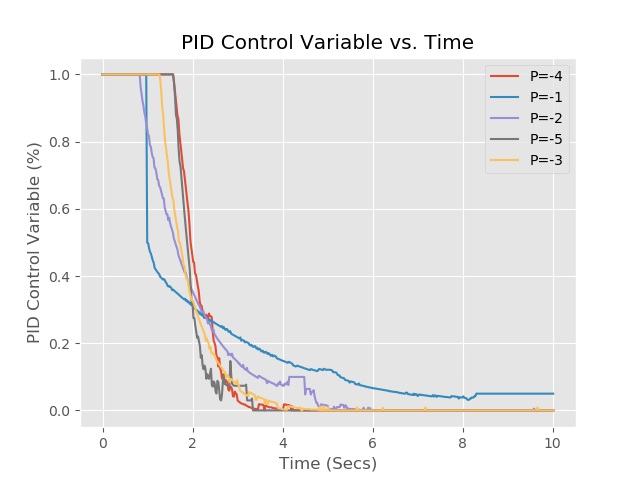 PID Control Variable vs. Time
P=-4
P=-1
P=-2
P=-5
P=-3
1.0
0.8
0.6
0.4
0.2
0.0
PID Control Variable (%)
0 2 4 6 8 10
Time (Secs)